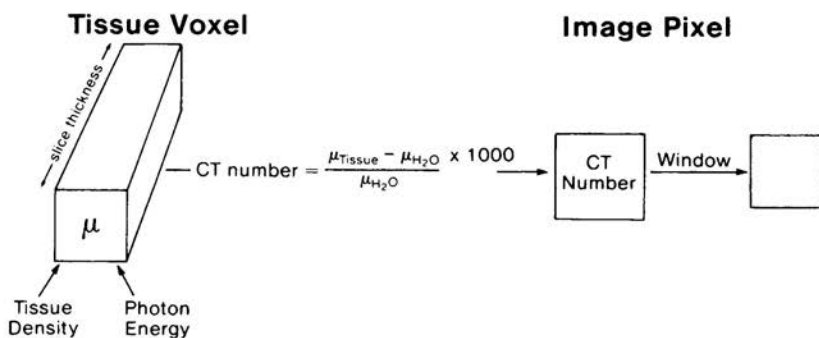 Tissue Voxel
Image Pixel
slice thickness
μ
CT number = (μTissue − μH2O) / μH2O x 1000
CT
Number
Window
Tissue
Density
Photon
Energy